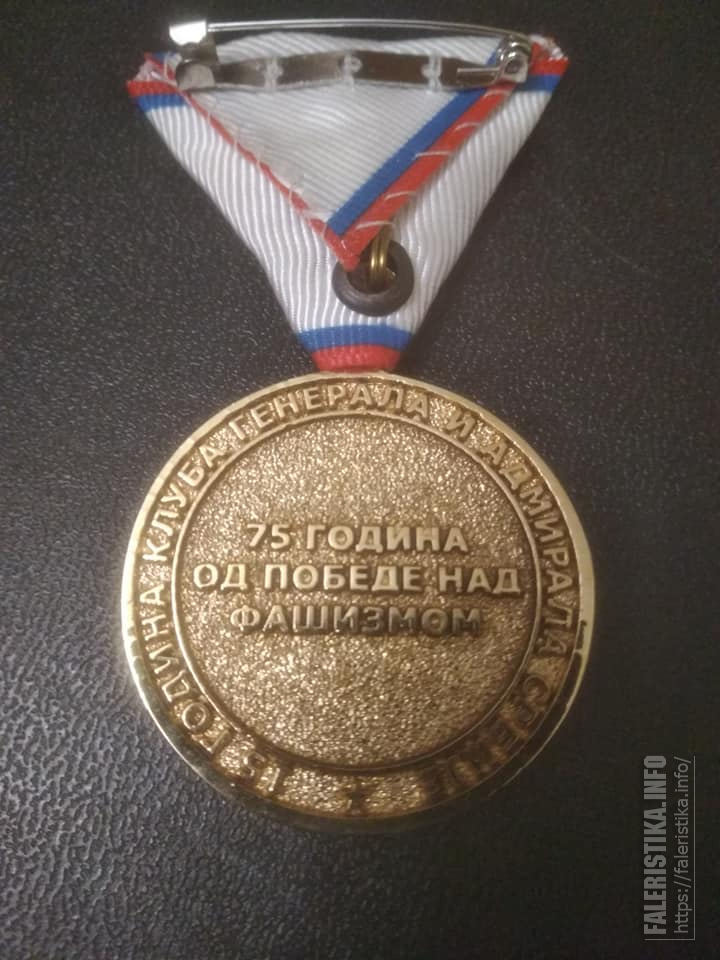 15 ГОДИНА КЛУБА ГЕНЕРАЛА И АДМИРАЛА СРБИЈЕ
75 ГОДИНА
ОД ПОБЕДЕ НАД
ФАШИЗМОМ
FALERISTIKA.INFO
https://faleristika.info/